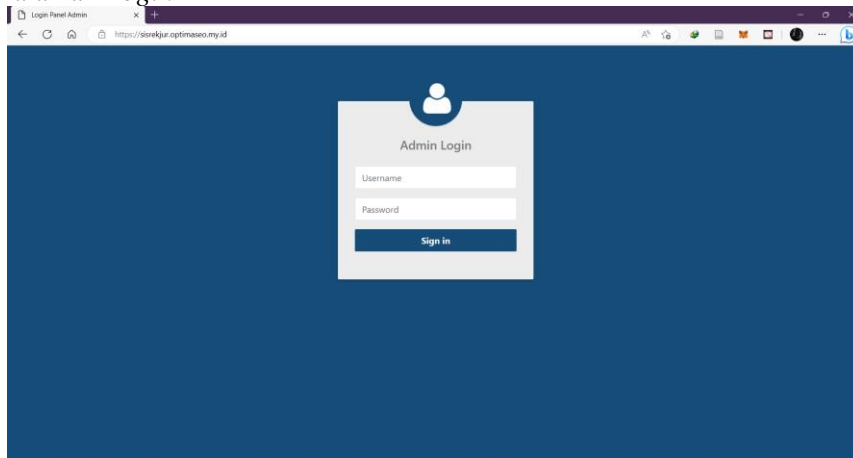 Login Panel Admin
https://sisrekjur.optimaseo.my.id
Admin Login
Username
Password
Sign in